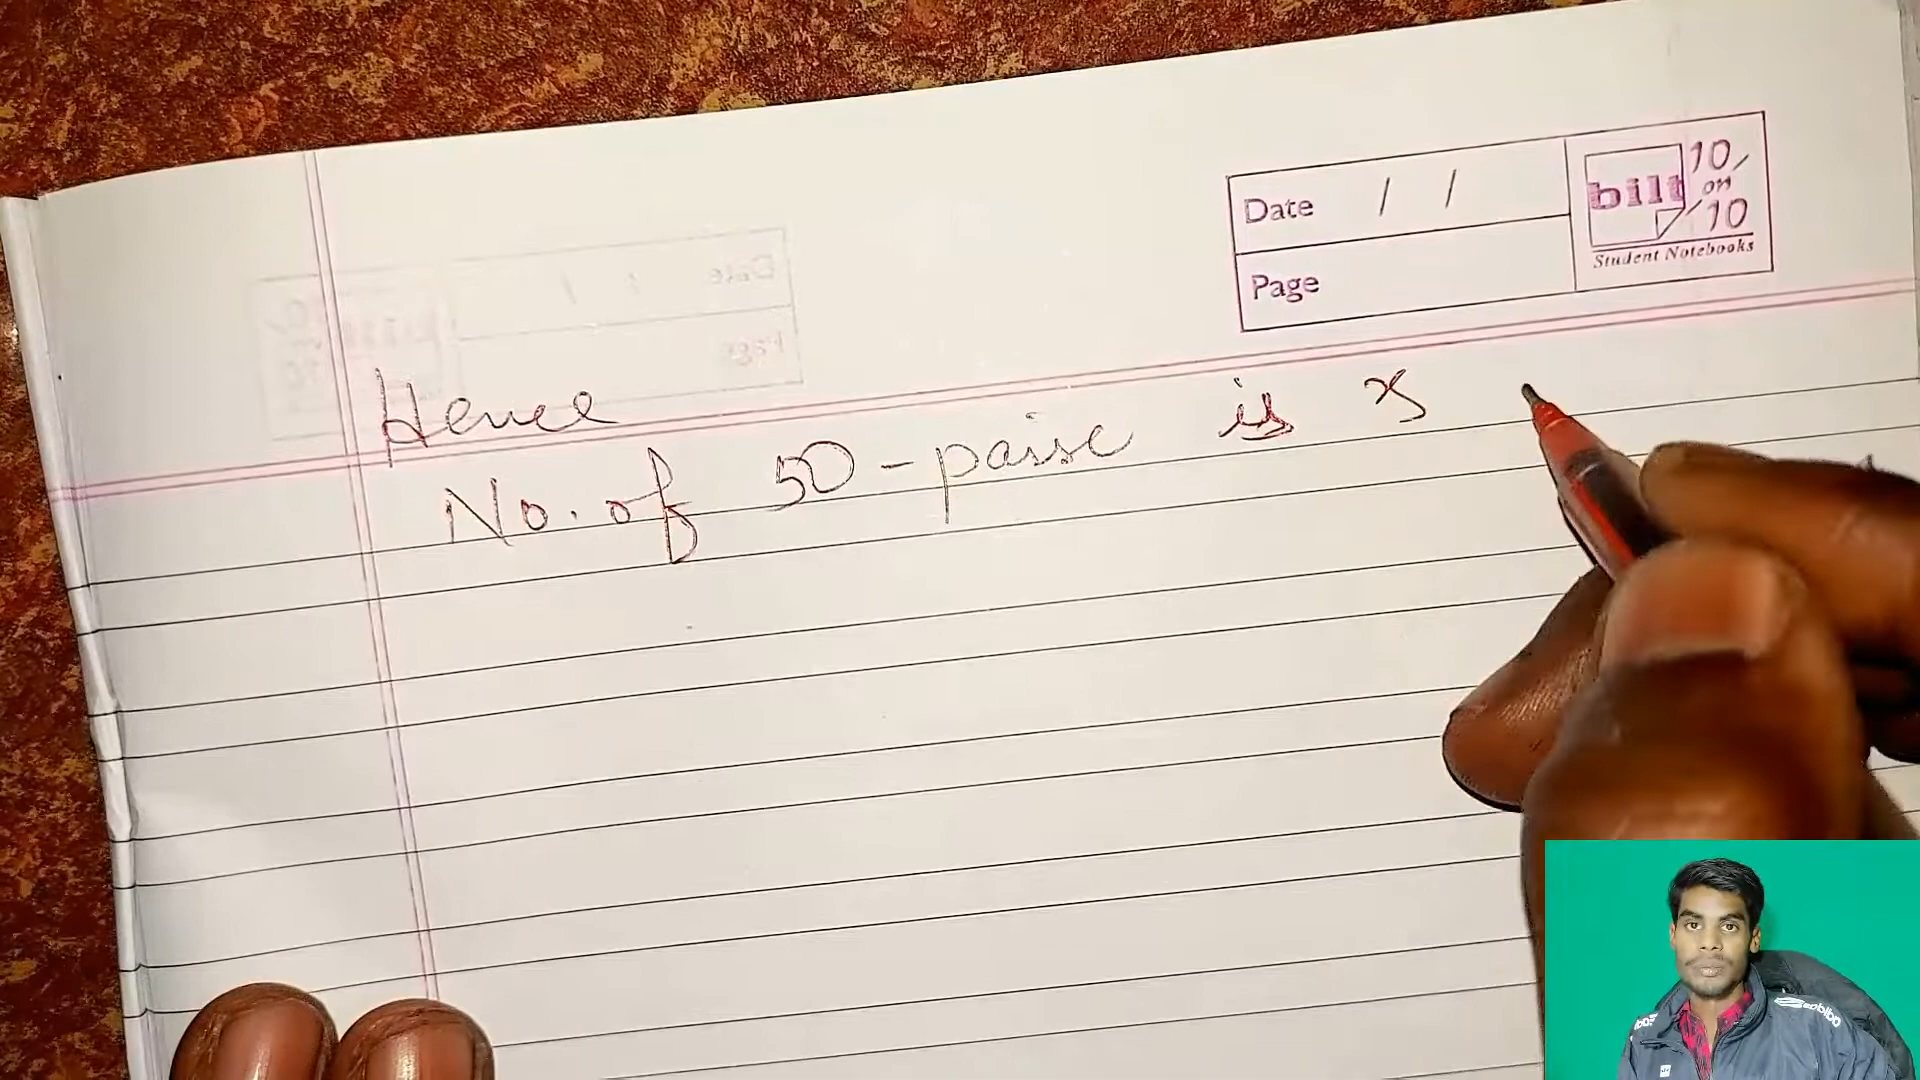 Date / /
Page
bilt 10/on/10
Student Notebooks
Hence
No. of 50-paise is x